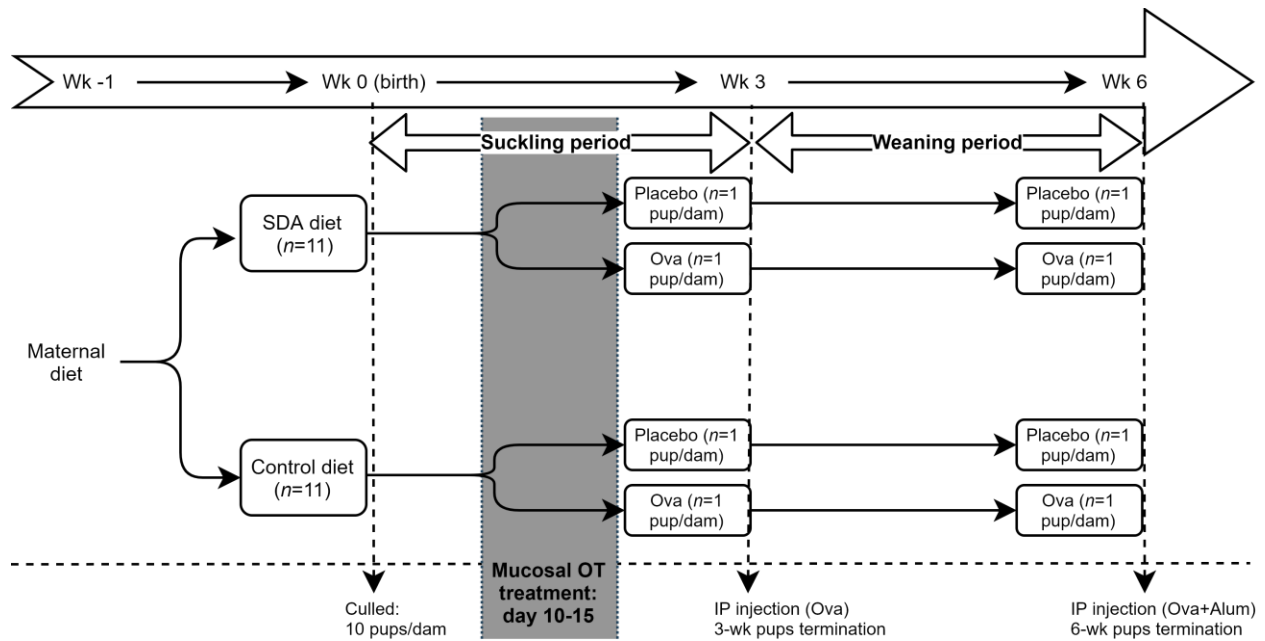 Wk -1
Wk 0 (birth)
Wk 3
Wk 6
Suckling period
Weaning period
SDA diet
(n=11)
Placebo (n=1
pup/dam)
Ova (n=1
pup/dam)
Placebo (n=1
pup/dam)
Ova (n=1
pup/dam)
Maternal
diet
Control diet
(n=11)
Placebo (n=1
pup/dam)
Ova (n=1
pup/dam)
Placebo (n=1
pup/dam)
Ova (n=1
pup/dam)
Culled:
10 pups/dam
Mucosal OT
treatment:
day 10-15
IP injection (Ova)
3-wk pups termination
IP injection (Ova+Alum)
6-wk pups termination